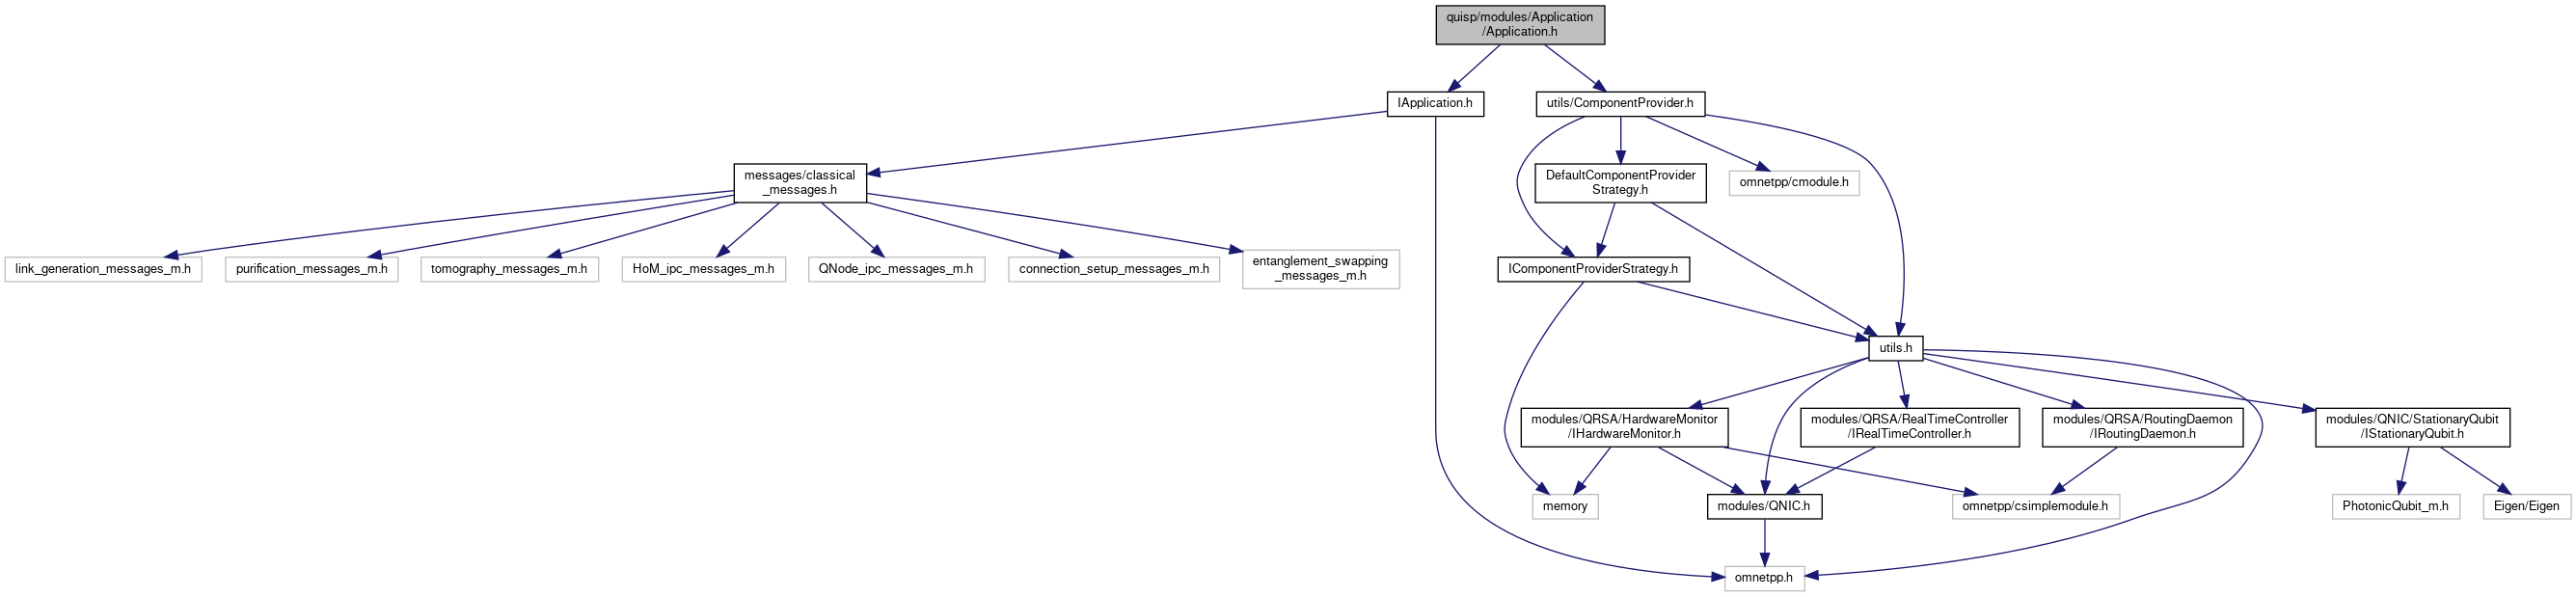 quisp/modules/Application
/Application.h
IApplication.h
utils/ComponentProvider.h
messages/classical
_messages.h
DefaultComponentProvider
Strategy.h
omnetpp/cmodule.h
link_generation_messages_m.h
purification_messages_m.h
tomography_messages_m.h
HoM_ipc_messages_m.h
QNode_ipc_messages_m.h
connection_setup_messages_m.h
entanglement_swapping
_messages_m.h
IComponentProviderStrategy.h
utils.h
modules/QRSA/HardwareMonitor
/IHardwareMonitor.h
modules/QRSA/RealTimeController
/IRealTimeController.h
modules/QRSA/RoutingDaemon
/IRoutingDaemon.h
modules/QNIC/StationaryQubit
/IStationaryQubit.h
memory
modules/QNIC.h
omnetpp/csimplemodule.h
PhotonicQubit_m.h
Eigen/Eigen
omnetpp.h